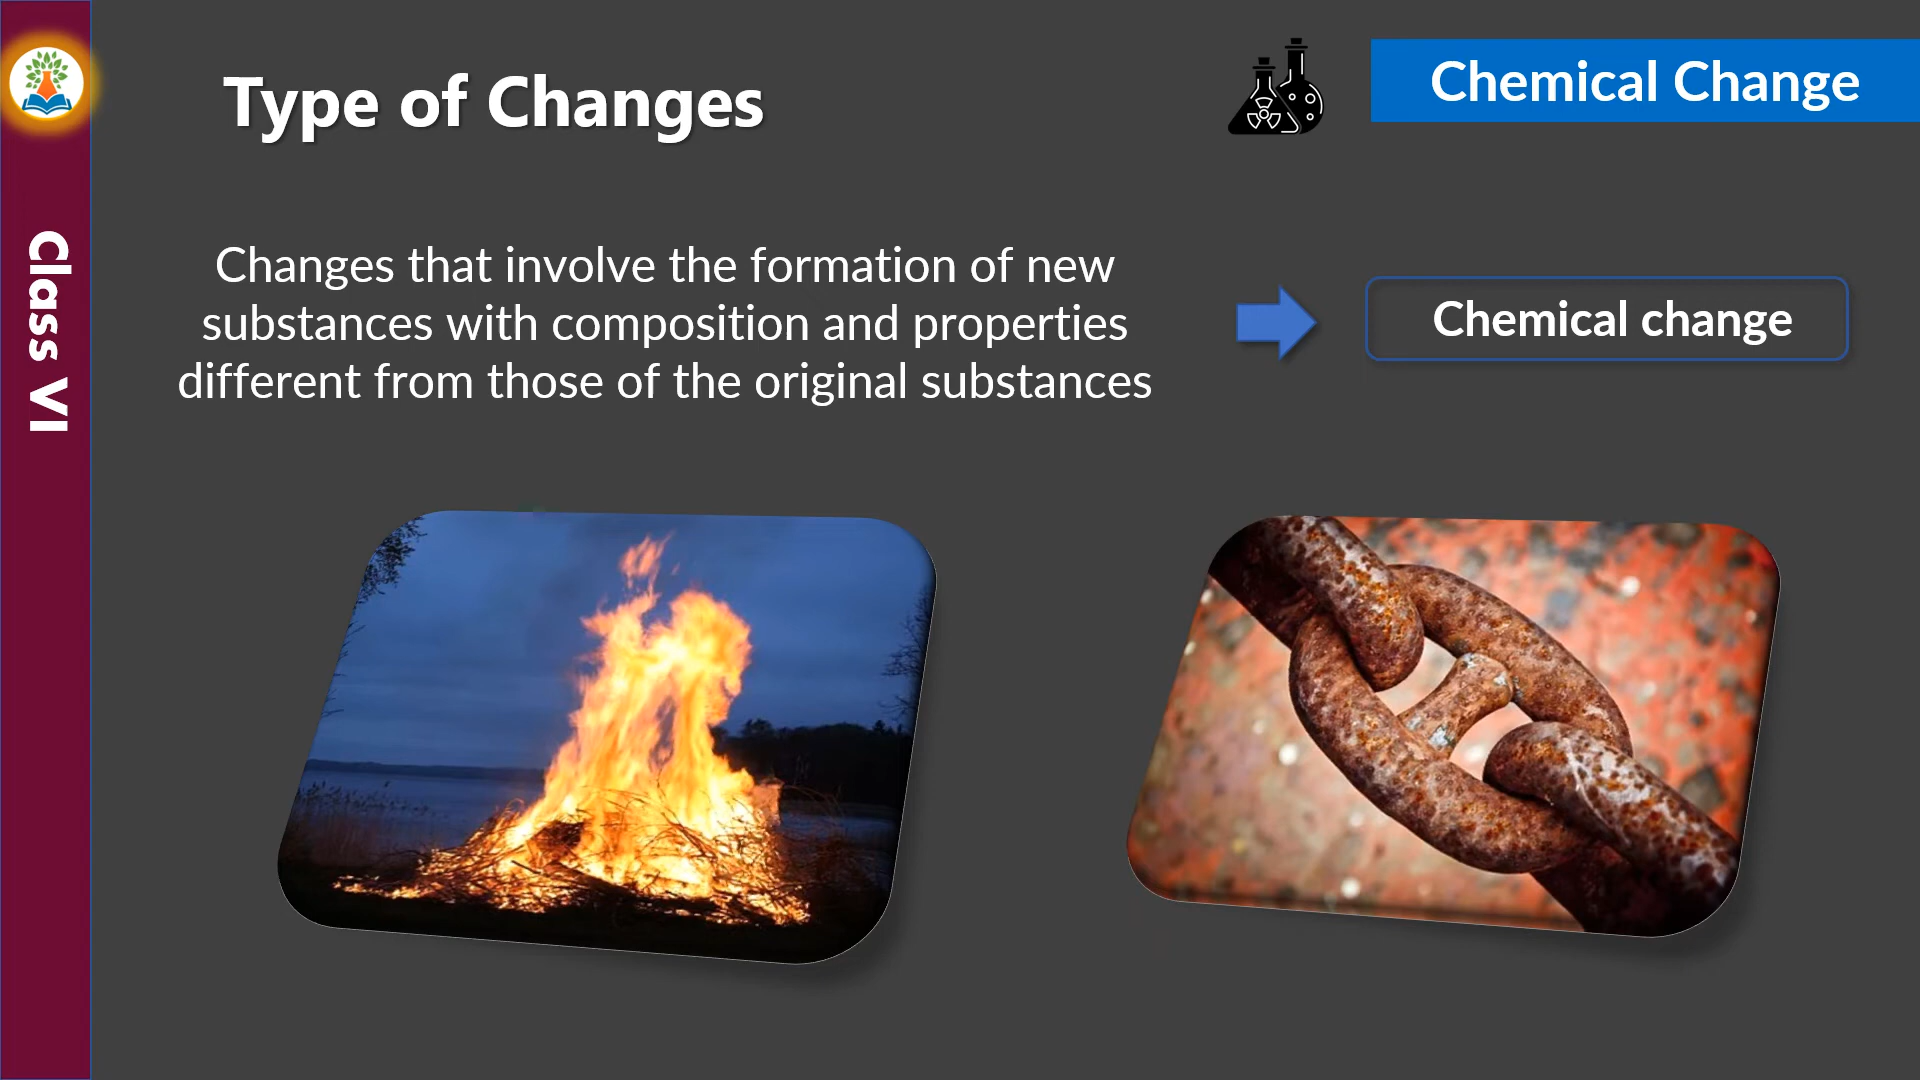 Type of Changes
Chemical Change
Class VI
Changes that involve the formation of new
substances with composition and properties
different from those of the original substances
Chemical change